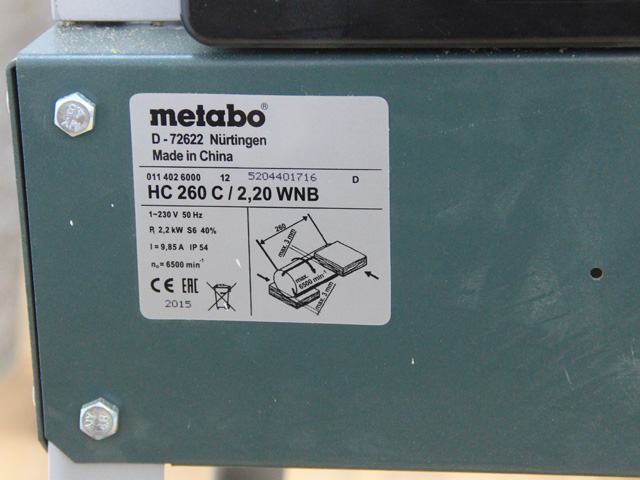 metabo®
D - 72622 Nürtingen
Made in China
011 402 6000 12 5204401716 D
HC 260 C / 2,20 WNB
1~230 V 50 Hz
P₁ 2,2 kW S6 40%
I = 9,85 A IP 54
n₀ = 6500 min⁻¹
CE EAC
2015
260
max. 3 mm
max.
6500 min⁻¹
max. 3 mm